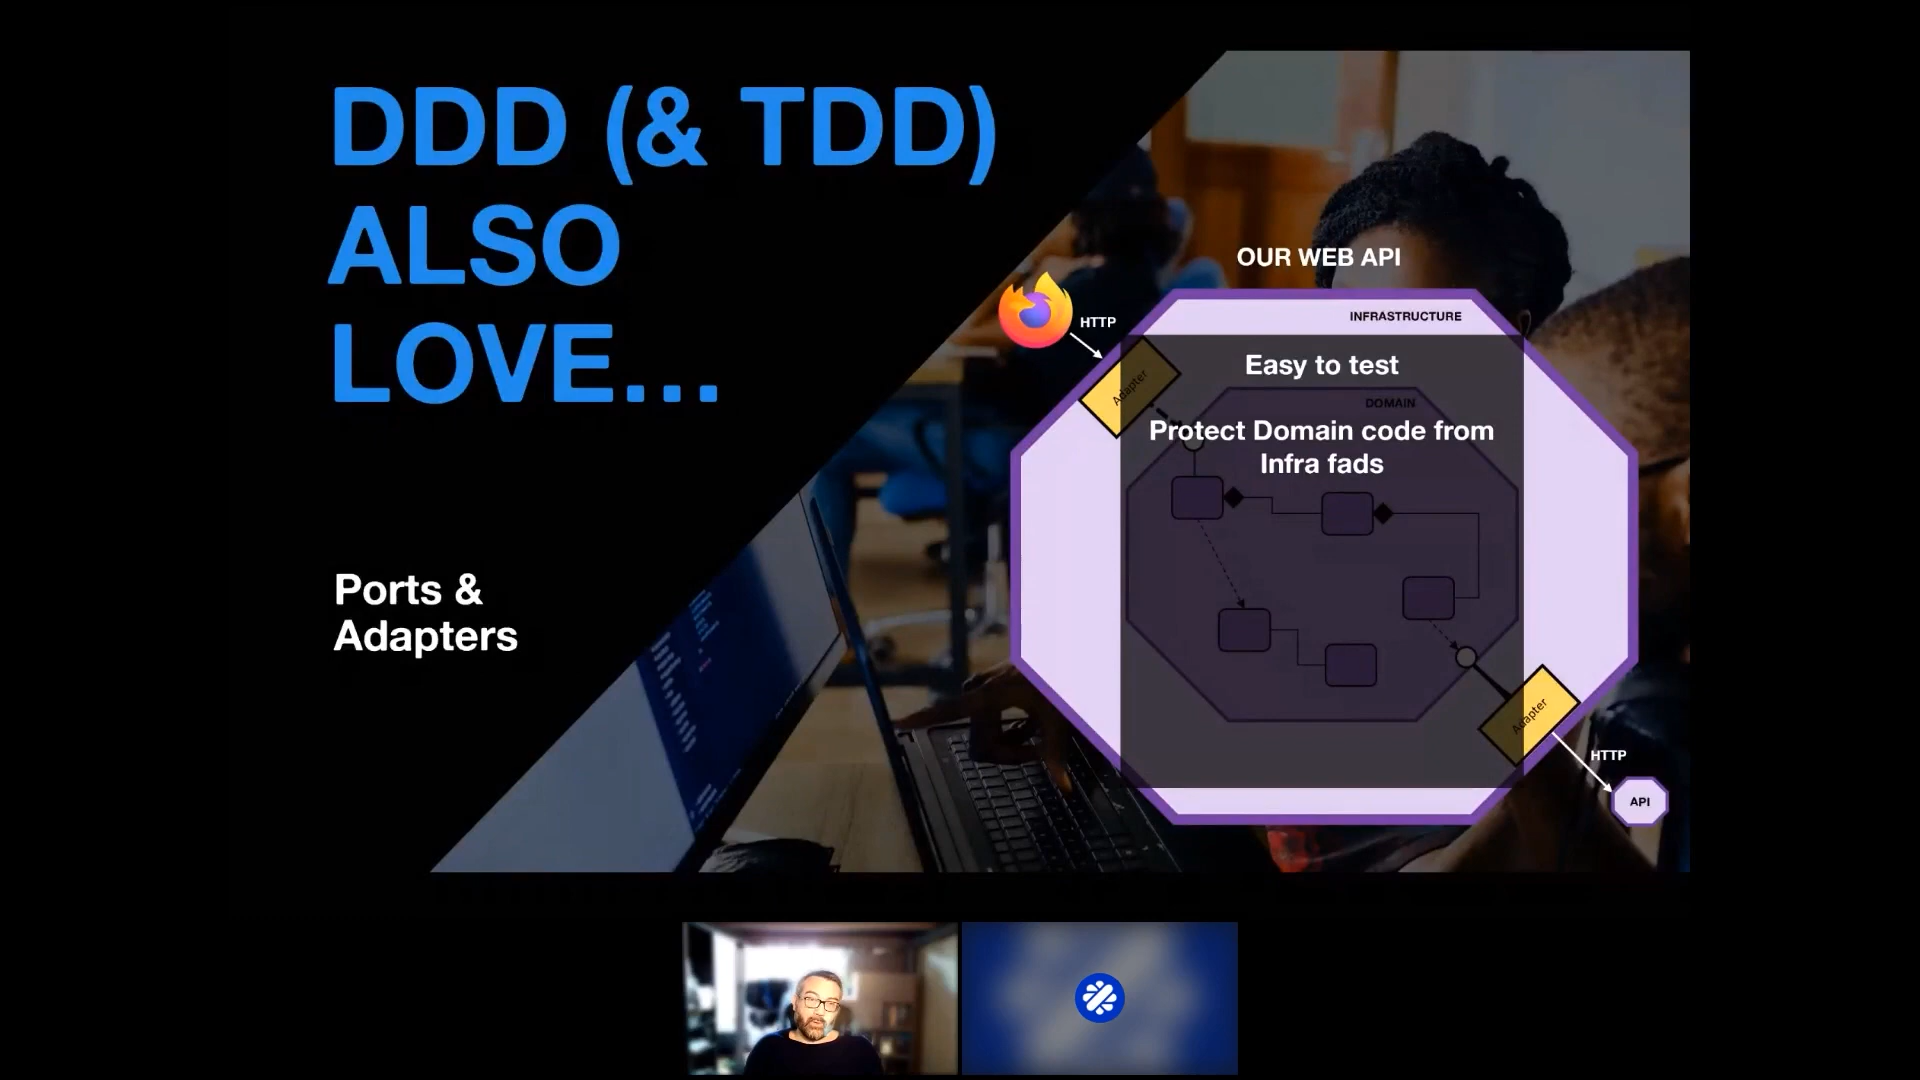 DDD (& TDD)
ALSO
LOVE...
Ports &
Adapters
OUR WEB API
HTTP
INFRASTRUCTURE
Adapter
Easy to test
DOMAIN
Protect Domain code from
Infra fads
Adapter
HTTP
API